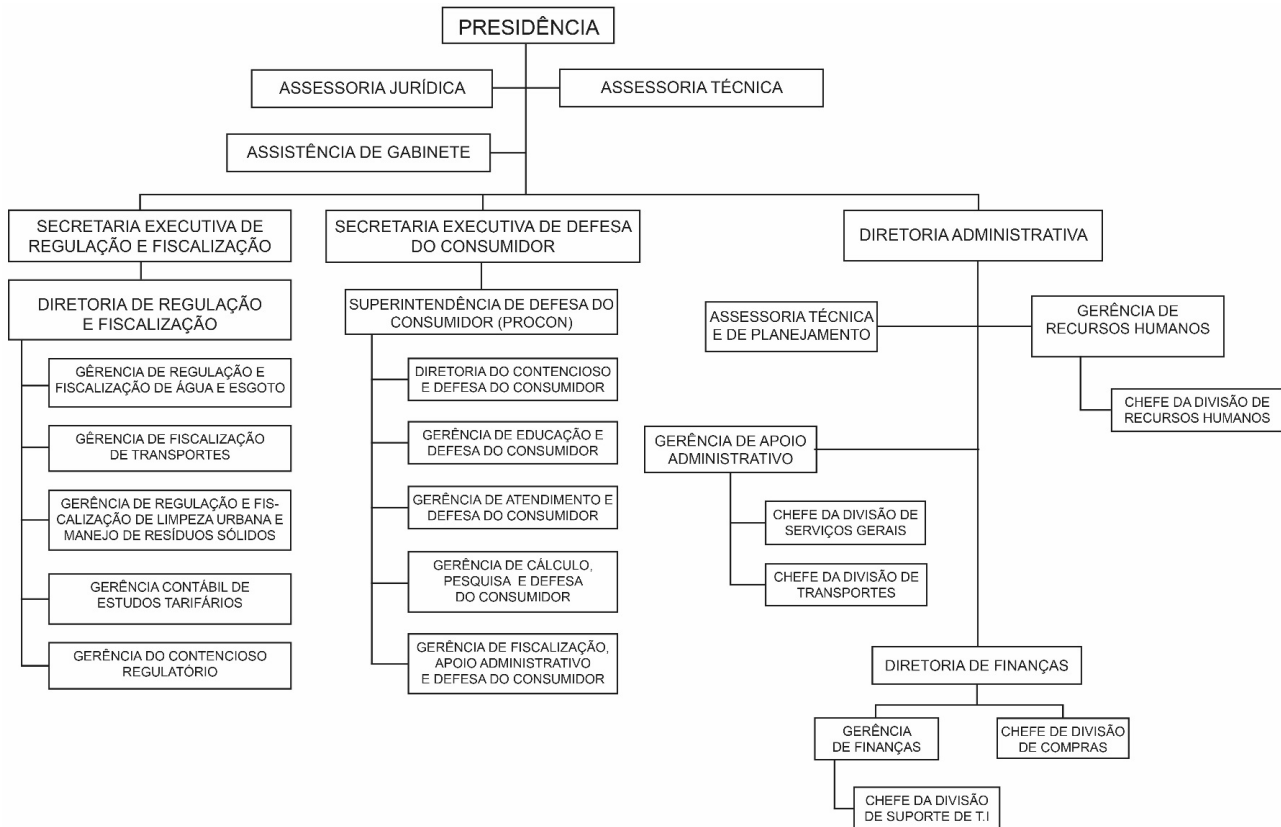 PRESIDÊNCIA
ASSESSORIA JURÍDICA
ASSESSORIA TÉCNICA
ASSISTÊNCIA DE GABINETE
SECRETARIA EXECUTIVA DE
REGULAÇÃO E FISCALIZAÇÃO
DIRETORIA DE REGULAÇÃO
E FISCALIZAÇÃO
GÊRENCIA DE REGULAÇÃO E
FISCALIZAÇÃO DE ÁGUA E ESGOTO
GÊRENCIA DE FISCALIZAÇÃO
DE TRANSPORTES
GERÊNCIA DE REGULAÇÃO E FIS-
CALIZAÇÃO DE LIMPEZA URBANA E
MANEJO DE RESÍDUOS SÓLIDOS
GERÊNCIA CONTÁBIL DE
ESTUDOS TARIFÁRIOS
GERÊNCIA DO CONTENCIOSO
REGULATÓRIO
SECRETARIA EXECUTIVA DE DEFESA
DO CONSUMIDOR
SUPERINTENDÊNCIA DE DEFESA DO
CONSUMIDOR (PROCON)
DIRETORIA DO CONTENCIOSO
E DEFESA DO CONSUMIDOR
GERÊNCIA DE EDUCAÇÃO E
DEFESA DO CONSUMIDOR
GERÊNCIA DE ATENDIMENTO E
DEFESA DO CONSUMIDOR
GERÊNCIA DE CÁLCULO,
PESQUISA E DEFESA
DO CONSUMIDOR
GERÊNCIA DE FISCALIZAÇÃO,
APOIO ADMINISTRATIVO
E DEFESA DO CONSUMIDOR
DIRETORIA ADMINISTRATIVA
ASSESSORIA TÉCNICA
E DE PLANEJAMENTO
GERÊNCIA DE
RECURSOS HUMANOS
CHEFE DA DIVISÃO DE
RECURSOS HUMANOS
GERÊNCIA DE APOIO
ADMINISTRATIVO
CHEFE DA DIVISÃO DE
SERVIÇOS GERAIS
CHEFE DA DIVISÃO DE
TRANSPORTES
DIRETORIA DE FINANÇAS
GERÊNCIA
DE FINANÇAS
CHEFE DE DIVISÃO
DE COMPRAS
CHEFE DA DIVISÃO
DE SUPORTE DE T.I